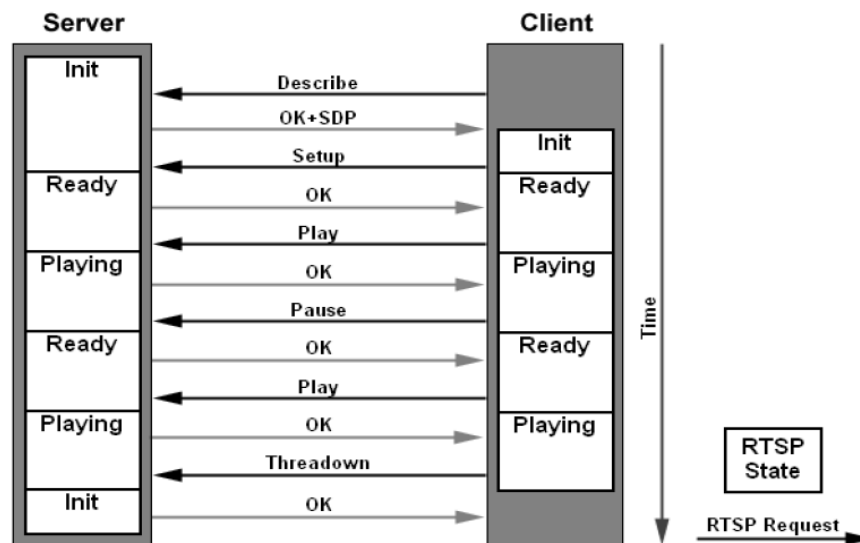 Server
Client
Init
Describe
OK+SDP
Init
Setup
Ready
Ready
OK
Play
Playing
Playing
OK
Pause
Time
Ready
Ready
OK
Play
Playing
Playing
OK
RTSP
State
Threadown
Init
OK
RTSP Request